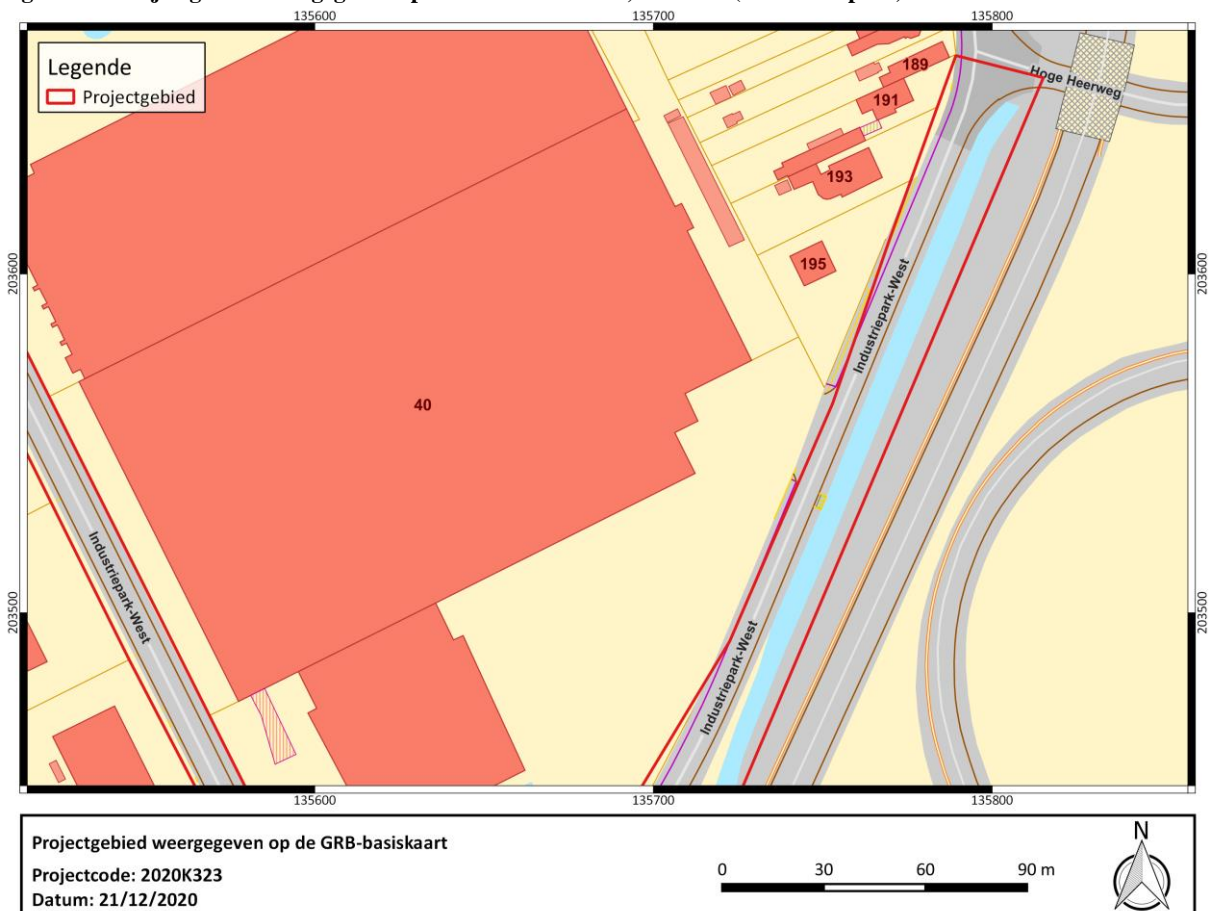 135600
135700
135800
Legende
Projectgebied
189
Hoge Heerweg
191
193
195
203600
203600
Industriepark-West
40
Industriepark-West
203500
203500
Industriepark-West
135600
135700
135800
Projectgebied weergegeven op de GRB-basiskaart
N
Projectcode: 2020K323
0 30 60 90 m
Datum: 21/12/2020